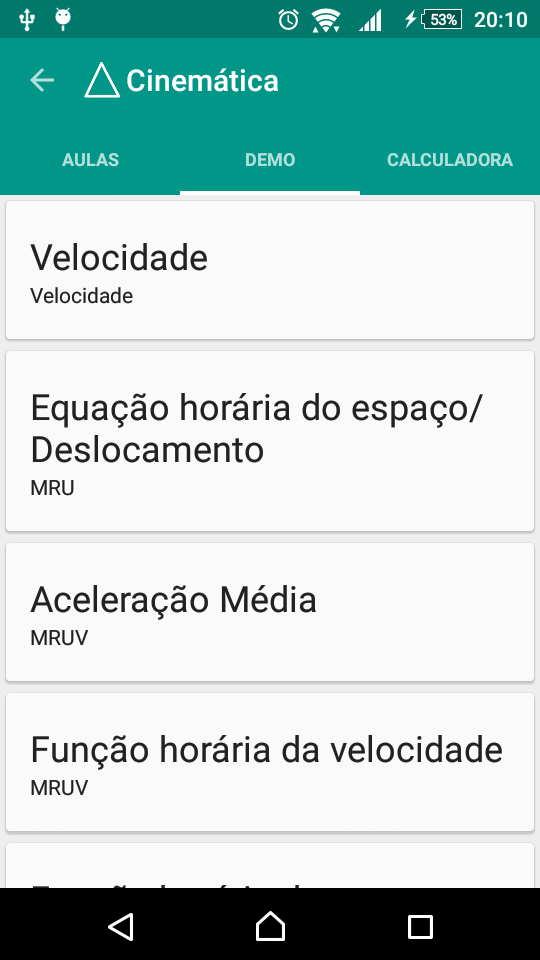 53% 20:10
Cinemática
AULAS DEMO CALCULADORA
Velocidade
Velocidade
Equação horária do espaço/
Deslocamento
MRU
Aceleração Média
MRUV
Função horária da velocidade
MRUV